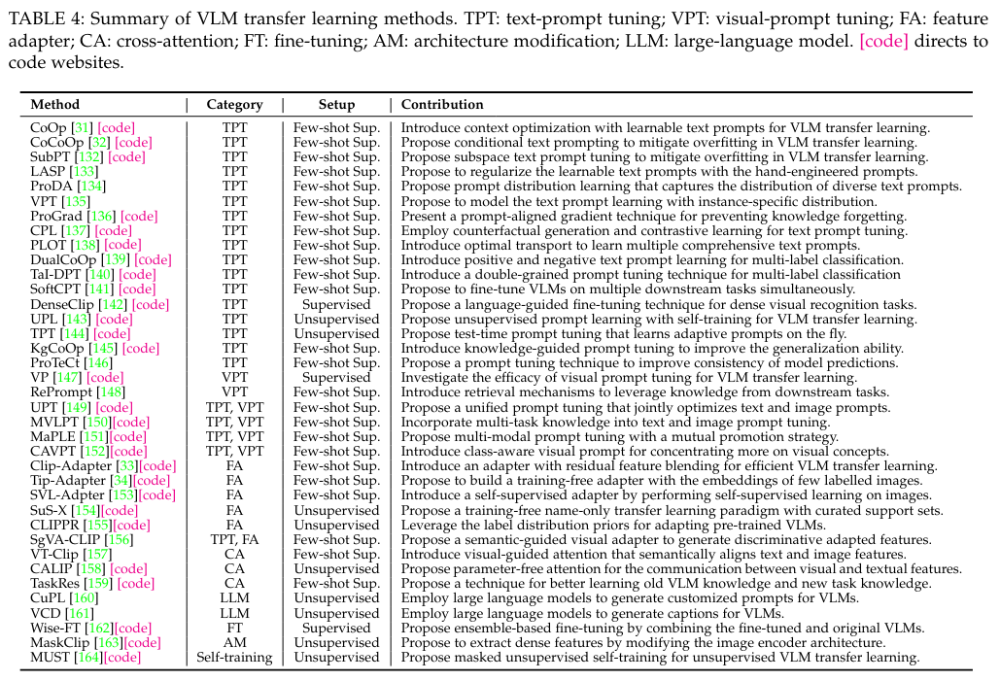 TABLE 4: Summary of VLM transfer learning methods. TPT: text-prompt tuning; VPT: visual-prompt tuning; FA: feature
adapter; CA: cross-attention; FT: fine-tuning; AM: architecture modification; LLM: large-language model. [code] directs to
code websites.
Method | Category | Setup | Contribution
CoOp [31] [code] | TPT | Few-shot Sup. | Introduce context optimization with learnable text prompts for VLM transfer learning.
CoCoOp [32] [code] | TPT | Few-shot Sup. | Propose conditional text prompting to mitigate overfitting in VLM transfer learning.
SubPT [132] [code] | TPT | Few-shot Sup. | Propose subspace text prompt tuning to mitigate overfitting in VLM transfer learning.
LASP [133] | TPT | Few-shot Sup. | Propose to regularize the learnable text prompts with the hand-engineered prompts.
ProDA [134] | TPT | Few-shot Sup. | Propose prompt distribution learning that captures the distribution of diverse text prompts.
VPT [135] | TPT | Few-shot Sup. | Propose to model the text prompt learning with instance-specific distribution.
ProGrad [136] [code] | TPT | Few-shot Sup. | Present a prompt-aligned gradient technique for preventing knowledge forgetting.
CPL [137] [code] | TPT | Few-shot Sup. | Employ counterfactual generation and contrastive learning for text prompt tuning.
PLOT [138] [code] | TPT | Few-shot Sup. | Introduce optimal transport to learn multiple comprehensive text prompts.
DualCoOp [139] [code] | TPT | Few-shot Sup. | Introduce positive and negative text prompt learning for multi-label classification.
TaI-DPT [140] [code] | TPT | Few-shot Sup. | Introduce a double-grained prompt tuning technique for multi-label classification
SoftCPT [141] [code] | TPT | Few-shot Sup. | Propose to fine-tune VLMs on multiple downstream tasks simultaneously.
DenseClip [142] [code] | TPT | Supervised | Propose a language-guided fine-tuning technique for dense visual recognition tasks.
UPL [143] [code] | TPT | Unsupervised | Propose unsupervised prompt learning with self-training for VLM transfer learning.
TPT [144] [code] | TPT | Unsupervised | Propose test-time prompt tuning that learns adaptive prompts on the fly.
KgCoOp [145] [code] | TPT | Few-shot Sup. | Introduce knowledge-guided prompt tuning to improve the generalization ability.
ProTeCt [146] | TPT | Few-shot Sup. | Propose a prompt tuning technique to improve consistency of model predictions.
VP [147] [code] | VPT | Supervised | Investigate the efficacy of visual prompt tuning for VLM transfer learning.
RePrompt [148] | VPT | Few-shot Sup. | Introduce retrieval mechanisms to leverage knowledge from downstream tasks.
UPT [149] [code] | TPT, VPT | Few-shot Sup. | Propose a unified prompt tuning that jointly optimizes text and image prompts.
MVLPT [150][code] | TPT, VPT | Few-shot Sup. | Incorporate multi-task knowledge into text and image prompt tuning.
MaPLE [151][code] | TPT, VPT | Few-shot Sup. | Propose multi-modal prompt tuning with a mutual promotion strategy.
CAVPT [152][code] | TPT, VPT | Few-shot Sup. | Introduce class-aware visual prompt for concentrating more on visual concepts.
Clip-Adapter [33][code] | FA | Few-shot Sup. | Introduce an adapter with residual feature blending for efficient VLM transfer learning.
Tip-Adapter [34][code] | FA | Few-shot Sup. | Propose to build a training-free adapter with the embeddings of few labelled images.
SVL-Adpter [153][code] | FA | Few-shot Sup. | Introduce a self-supervised adapter by performing self-supervised learning on images.
SuS-X [154][code] | FA | Unsupervised | Propose a training-free name-only transfer learning paradigm with curated support sets.
CLIPPR [155][code] | FA | Unsupervised | Leverage the label distribution priors for adapting pre-trained VLMs.
SgVA-CLIP [156] | TPT, FA | Few-shot Sup. | Propose a semantic-guided visual adapter to generate discriminative adapted features.
VT-Clip [157] | CA | Few-shot Sup. | Introduce visual-guided attention that semantically aligns text and image features.
CALIP [158] [code] | CA | Unsupervised | Propose parameter-free attention for the communication between visual and textual features.
TaskRes [159] [code] | CA | Few-shot Sup. | Propose a technique for better learning old VLM knowledge and new task knowledge.
CuPL [160] | LLM | Unsupervised | Employ large language models to generate customized prompts for VLMs.
VCD [161] | LLM | Unsupervised | Employ large language models to generate captions for VLMs.
Wise-FT [162][code] | FT | Supervised | Propose ensemble-based fine-tuning by combining the fine-tuned and original VLMs.
MaskClip [163][code] | AM | Unsupervised | Propose to extract dense features by modifying the image encoder architecture.
MUST [164][code] | Self-training | Unsupervised | Propose masked unsupervised self-training for unsupervised VLM transfer learning.